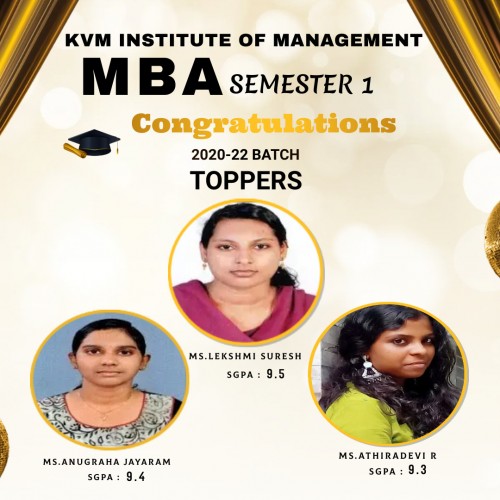 KVM INSTITUTE OF MANAGEMENT
MBA SEMESTER 1
Congratulations
2020-22 BATCH
TOPPERS
MS.LEKSHMI SURESH
SGPA : 9.5
MS.ANUGRAHA JAYARAM
SGPA : 9.4
MS.ATHIRADEVI R
SGPA : 9.3